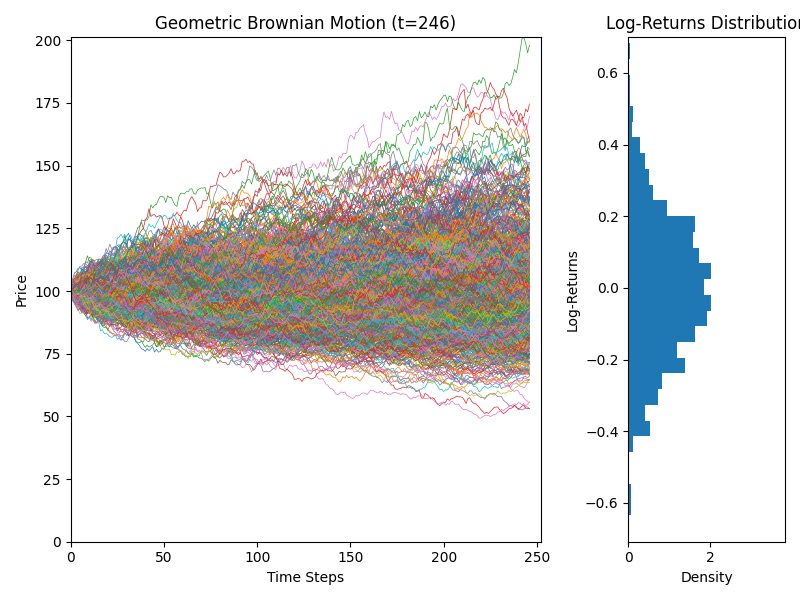 Geometric Brownian Motion (t=246)
200
175
150
125
100
75
50
25
0
0 50 100 150 200 250
Time Steps
Price
Log-Returns Distribution
0.6
0.4
0.2
0.0
−0.2
−0.4
−0.6
0 2
Density
Log-Returns